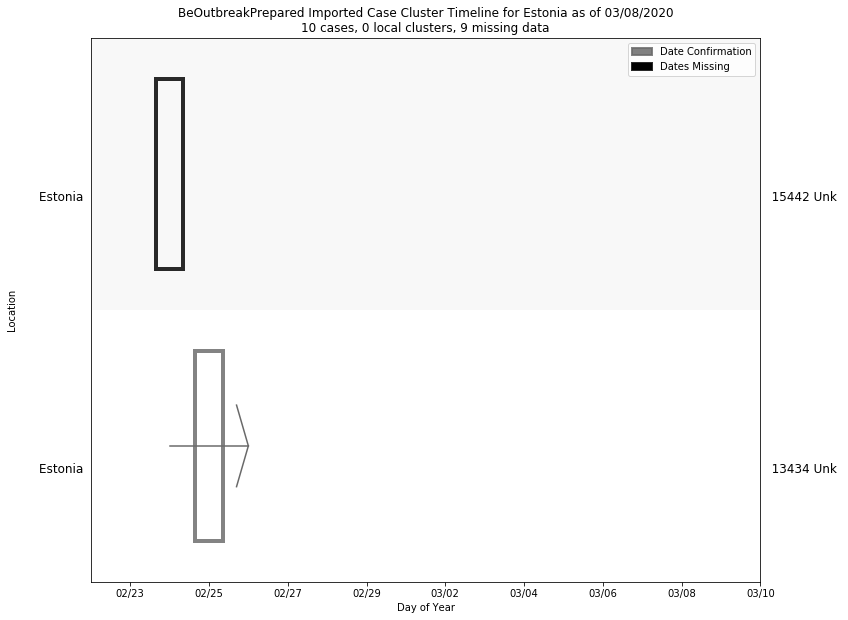 BeOutbreakPrepared Imported Case Cluster Timeline for Estonia as of 03/08/2020
10 cases, 0 local clusters, 9 missing data
Date Confirmation
Dates Missing
Estonia
15442 Unk
Location
Estonia
13434 Unk
02/23
02/25
02/27
02/29
03/02
03/04
03/06
03/08
03/10
Day of Year